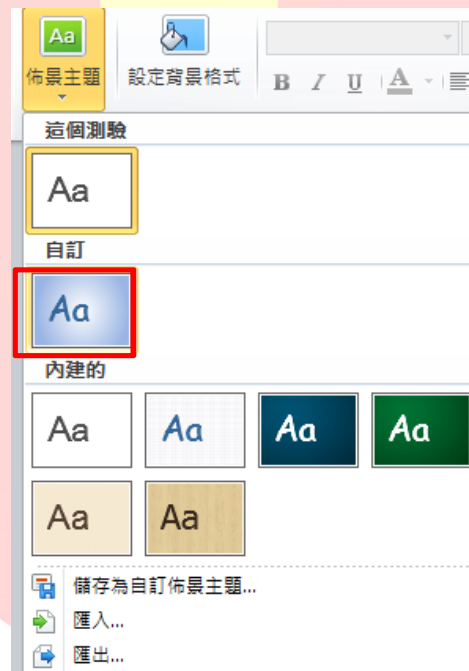 Aa
佈景主題 設定背景格式 B I U A
這個測驗
Aa
自訂
Aa
內建的
Aa Aa Aa Aa
Aa Aa
儲存為自訂佈景主題...
匯入...
匯出...